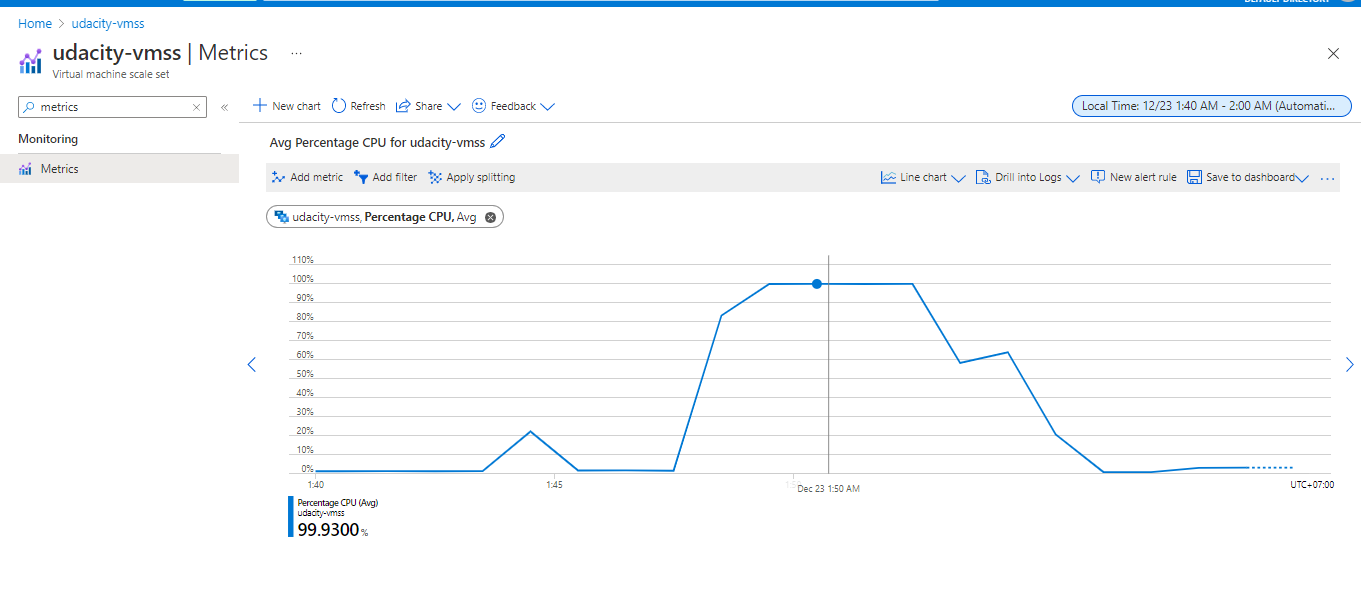 DEFAULT DIRECTORY
Home > udacity-vmss
udacity-vmss | Metrics ...
Virtual machine scale set
metrics
Monitoring
Metrics
New chart Refresh Share Feedback
Local Time: 12/23 1:40 AM - 2:00 AM (Automati...
Avg Percentage CPU for udacity-vmss
Add metric Add filter Apply splitting
Line chart Drill into Logs New alert rule Save to dashboard ...
udacity-vmss, Percentage CPU, Avg
110%
100%
90%
80%
70%
60%
50%
40%
30%
20%
10%
0%
1:40 1:45 Dec 23 1:50 AM UTC+07:00
Percentage CPU (Avg)
udacity-vmss
99.9300 %